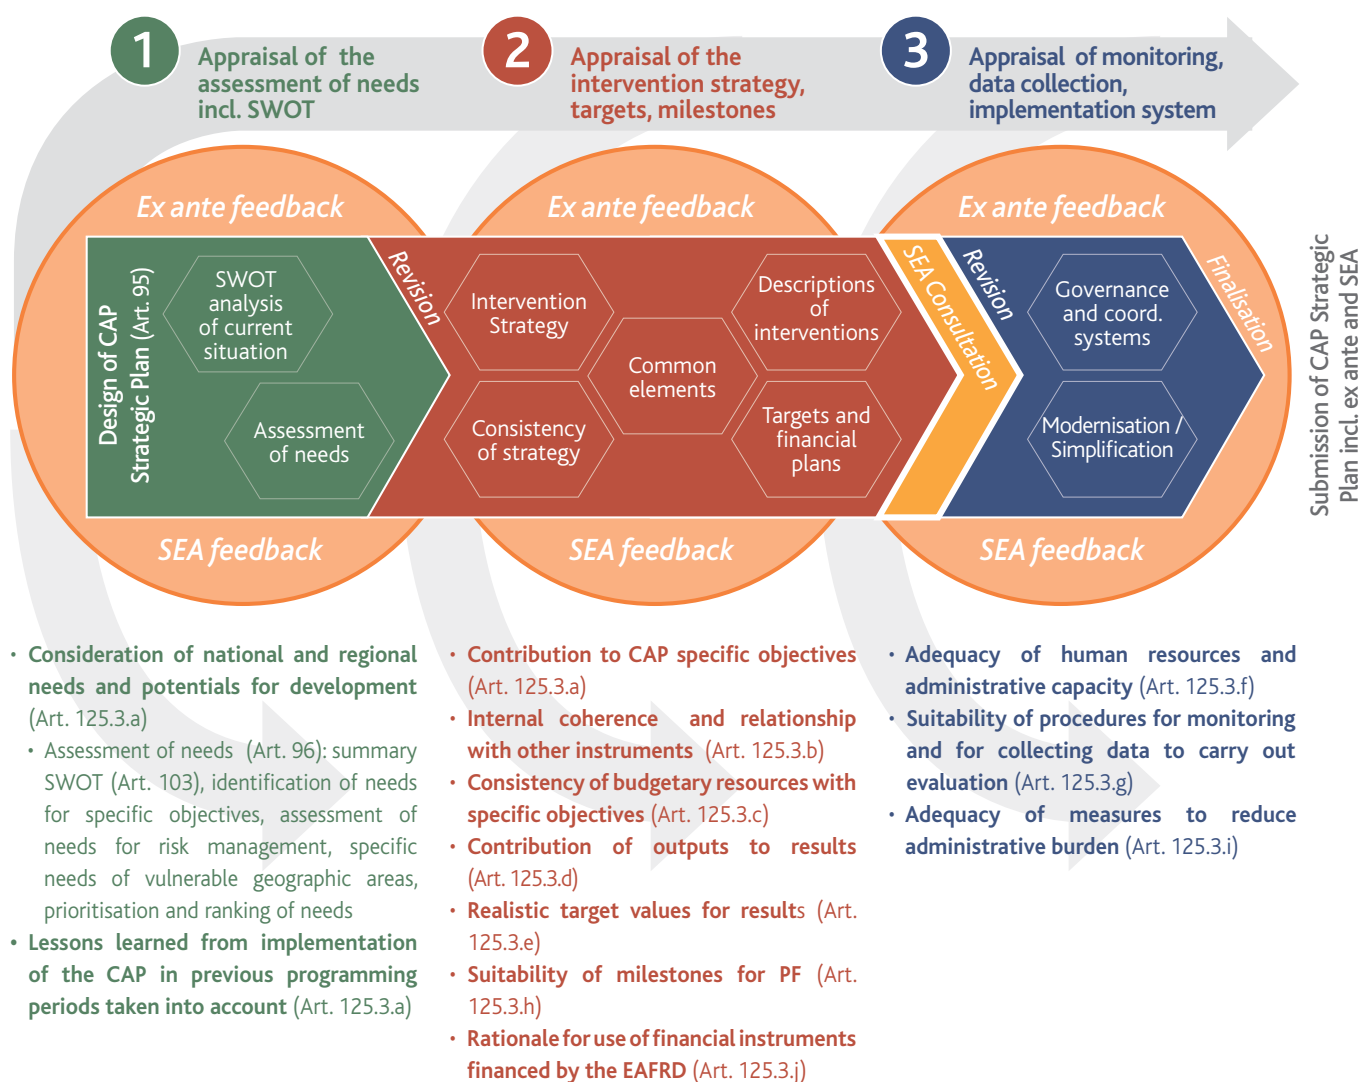 1
Appraisal of the
assessment of needs
incl. SWOT
2
Appraisal of the
intervention strategy,
targets, milestones
3
Appraisal of monitoring,
data collection,
implementation system
Ex ante feedback
Ex ante feedback
Ex ante feedback
Design of CAP
Strategic Plan (Art. 95)
SWOT
analysis
of current
situation
Assessment
of needs
Revision
Intervention
Strategy
Consistency
of strategy
Common
elements
Descriptions
of
interventions
Targets and
financial
plans
SEA Consultation
Revision
Governance
and coord.
systems
Modernisation /
Simplification
Finalisation
Submission of CAP Strategic
Plan incl. ex ante and SEA
SEA feedback
SEA feedback
SEA feedback
• Consideration of national and regional
needs and potentials for development
(Art. 125.3.a)
• Assessment of needs (Art. 96): summary
SWOT (Art. 103), identification of needs
for specific objectives, assessment of
needs for risk management, specific
needs of vulnerable geographic areas,
prioritisation and ranking of needs
• Lessons learned from implementation
of the CAP in previous programming
periods taken into account (Art. 125.3.a)
• Contribution to CAP specific objectives
(Art. 125.3.a)
• Internal coherence and relationship
with other instruments (Art. 125.3.b)
• Consistency of budgetary resources with
specific objectives (Art. 125.3.c)
• Contribution of outputs to results
(Art. 125.3.d)
• Realistic target values for results (Art.
125.3.e)
• Suitability of milestones for PF (Art.
125.3.h)
• Rationale for use of financial instruments
financed by the EAFRD (Art. 125.3.j)
• Adequacy of human resources and
administrative capacity (Art. 125.3.f)
• Suitability of procedures for monitoring
and for collecting data to carry out
evaluation (Art. 125.3.g)
• Adequacy of measures to reduce
administrative burden (Art. 125.3.i)